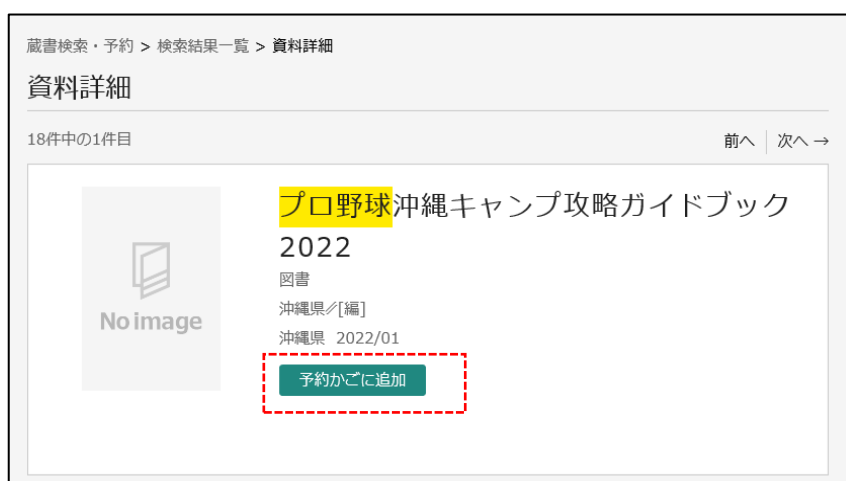 蔵書検索・予約 > 検索結果一覧 > 資料詳細
資料詳細
18件中の1件目
前へ 次へ →
プロ野球沖縄キャンプ攻略ガイドブック
2022
図書
沖縄県∥[編]
沖縄県 2022/01
No image
予約かごに追加